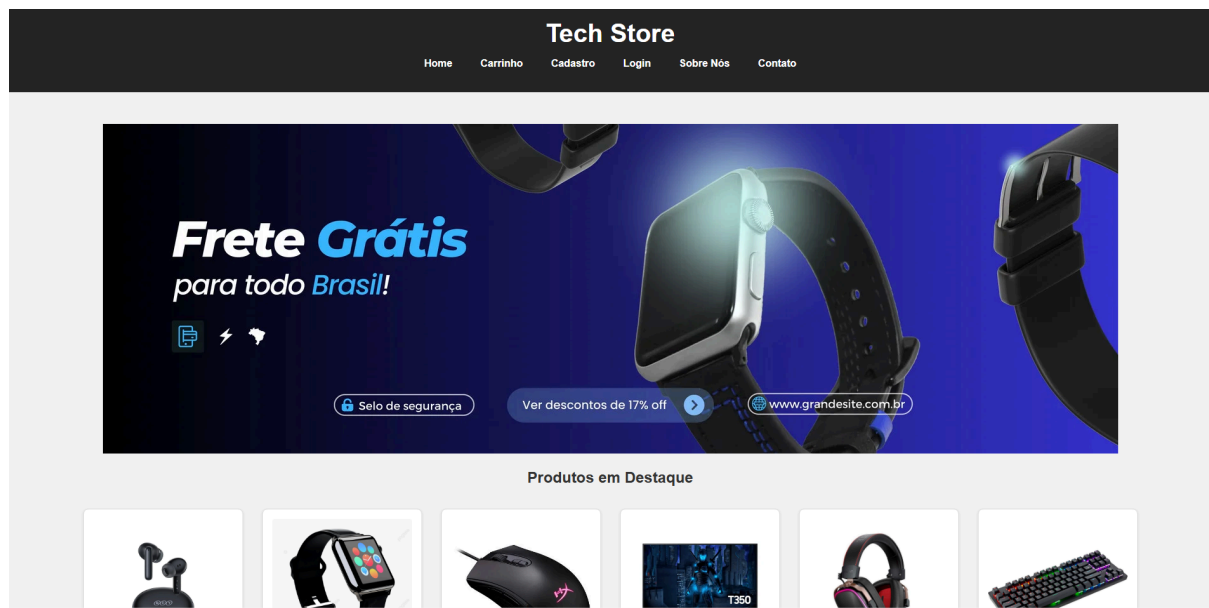 Tech Store
Home Carrinho Cadastro Login Sobre Nós Contato
Frete Grátis
para todo Brasil!
Selo de segurança
Ver descontos de 17% off
www.grandesite.com.br
Produtos em Destaque
T350